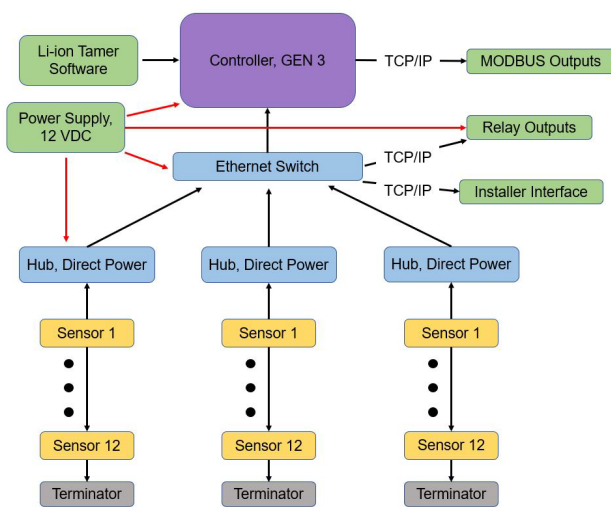 Li-ion Tamer
Software
Controller, GEN 3
TCP/IP
MODBUS Outputs
Power Supply,
12 VDC
Relay Outputs
TCP/IP
Ethernet Switch
TCP/IP
Installer Interface
Hub, Direct Power
Hub, Direct Power
Hub, Direct Power
Sensor 1
Sensor 1
Sensor 1
Sensor 12
Sensor 12
Sensor 12
Terminator
Terminator
Terminator